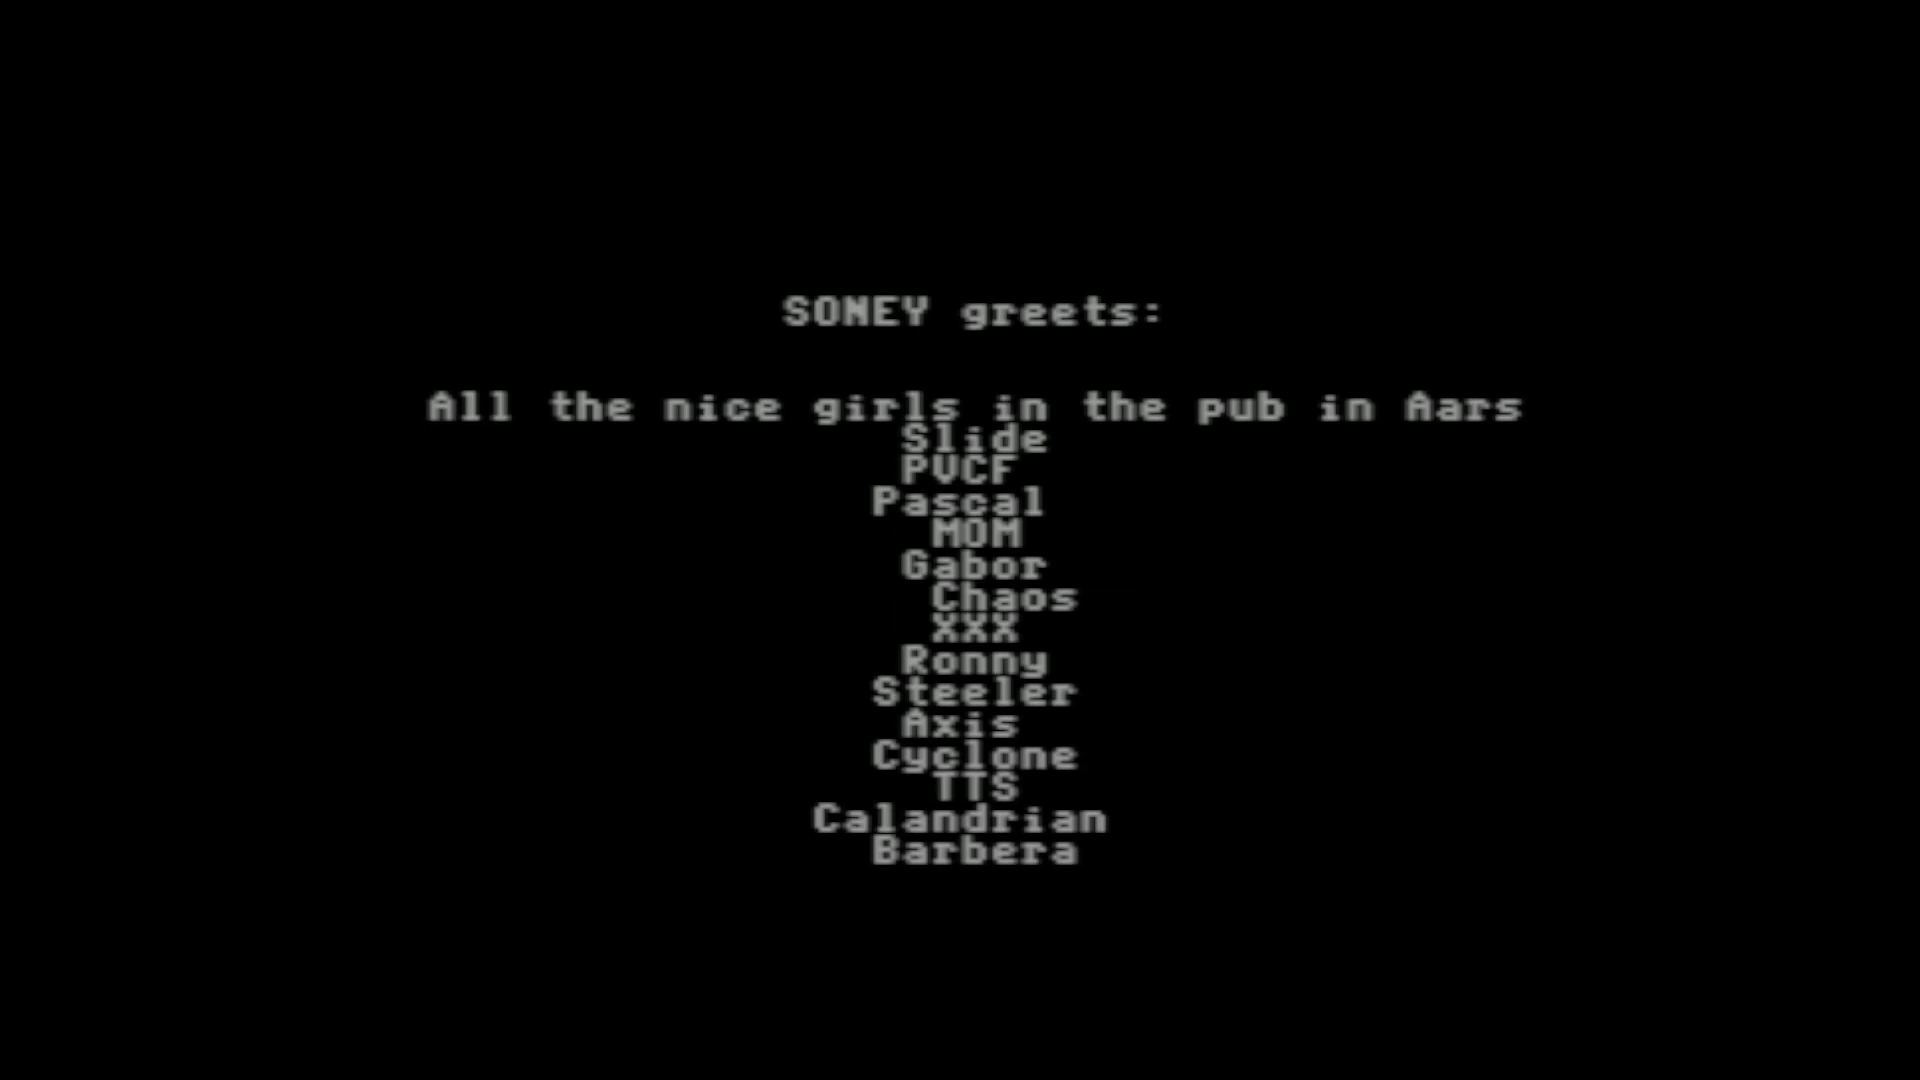 SONEY greets:
All the nice girls in the pub in Aars
Slide
PVCF
Pascal
MOM
Gabor
Chaos
XXX
Ronny
Steeler
Axis
Cyclone
TTS
Calandrian
Barbera